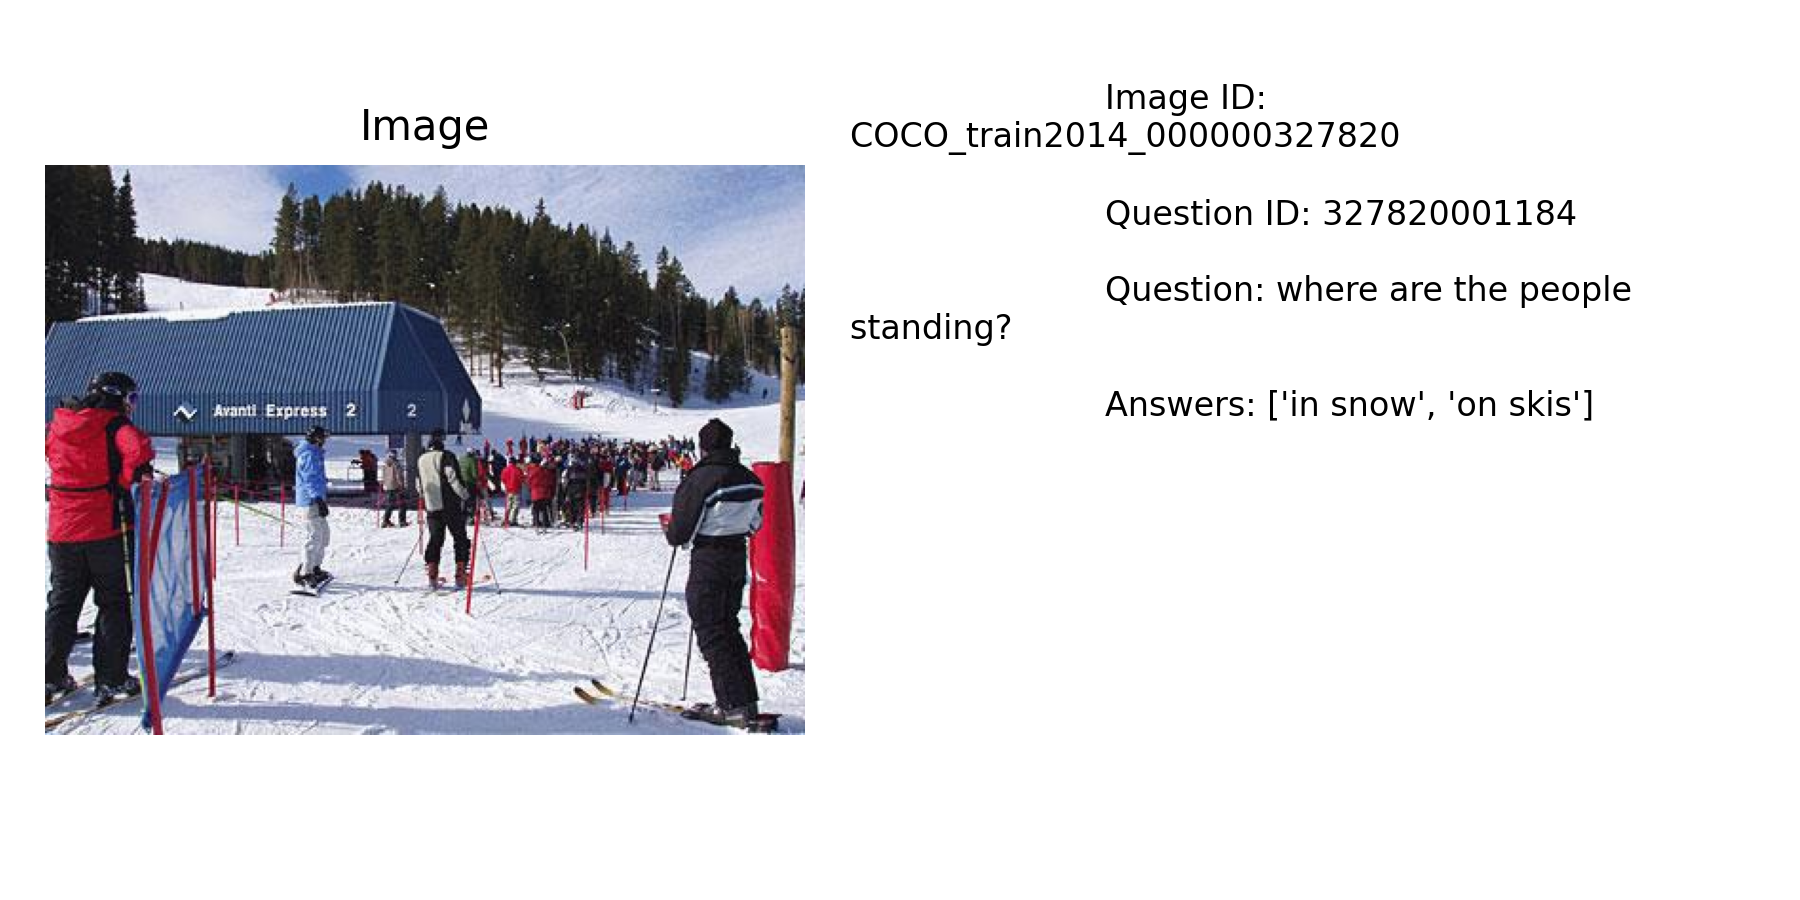 Image
Avanti Express 2
2
Image ID:
COCO_train2014_000000327820
Question ID: 327820001184
Question: where are the people
standing?
Answers: ['in snow', 'on skis']